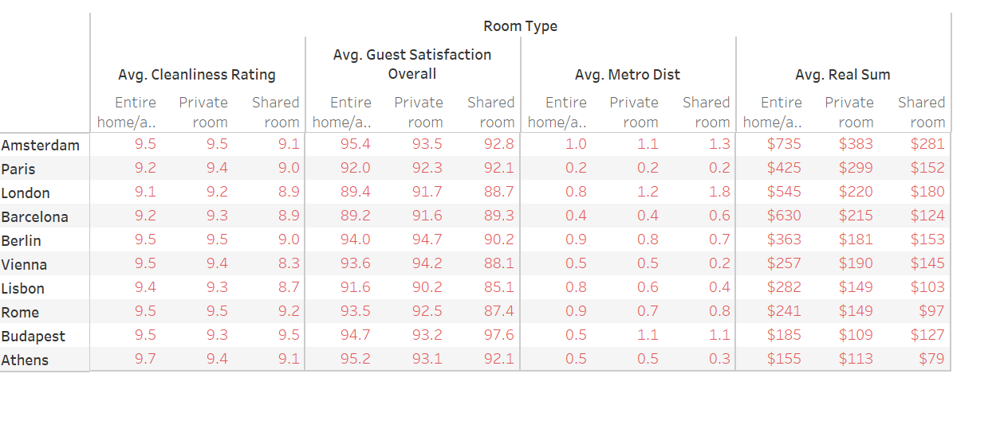 Room Type
Avg. Cleanliness Rating Avg. Guest Satisfaction Overall Avg. Metro Dist Avg. Real Sum
Entire home/a.. Private room Shared room Entire home/a.. Private room Shared room Entire home/a.. Private room Shared room Entire home/a.. Private room Shared room
Amsterdam 9.5 9.5 9.1 95.4 93.5 92.8 1.0 1.1 1.3 $735 $383 $281
Paris 9.2 9.4 9.0 92.0 92.3 92.1 0.2 0.2 0.2 $425 $299 $152
London 9.1 9.2 8.9 89.4 91.7 88.7 0.8 1.2 1.8 $545 $220 $180
Barcelona 9.2 9.3 8.9 89.2 91.6 89.3 0.4 0.4 0.6 $630 $215 $124
Berlin 9.5 9.5 9.0 94.0 94.7 90.2 0.9 0.8 0.7 $363 $181 $153
Vienna 9.5 9.4 8.3 93.6 94.2 88.1 0.5 0.5 0.2 $257 $190 $145
Lisbon 9.4 9.3 8.7 91.6 90.2 85.1 0.8 0.6 0.4 $282 $149 $103
Rome 9.5 9.5 9.2 93.5 92.5 87.4 0.9 0.7 0.8 $241 $149 $97
Budapest 9.5 9.3 9.5 94.7 93.2 97.6 0.5 1.1 1.1 $185 $109 $127
Athens 9.7 9.4 9.1 95.2 93.1 92.1 0.5 0.5 0.3 $155 $113 $79